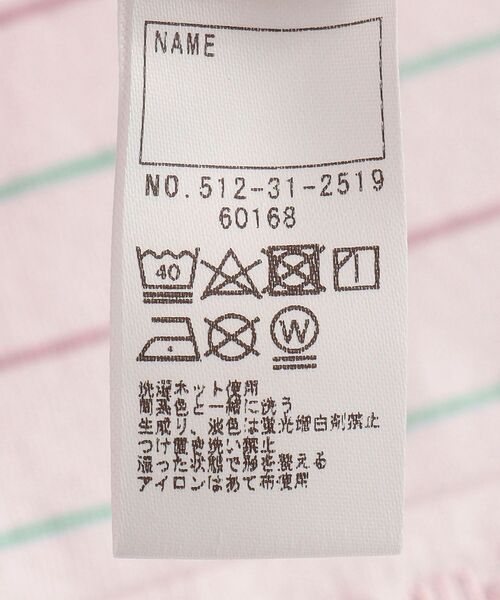 NAME
NO.512-31-2519
60168
40
W
洗濯ネット使用
同系色と一緒に洗う
生成り、淡色は蛍光増白剤禁止
つけ置き洗い禁止
湿った状態で形を整える
アイロンはあて布使用